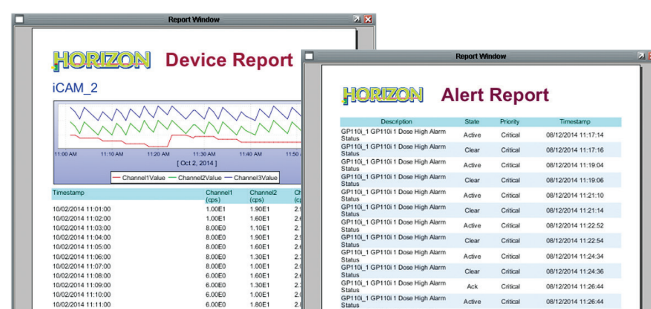 Report Window
HORIZON Device Report
iCAM_2
11:00 AM 11:10 AM 11:20 AM 11:30 AM 11:40 AM 11:50
[ Oct 2, 2014 ]
Channel1Value Channel2Value Channel3Value
Timestamp Channel1 (cps) Channel2 (cps)
10/02/2014 11:01:00 1.00E1 1.90E1
10/02/2014 11:02:00 1.00E1 1.60E1
10/02/2014 11:03:00 8.00E0 1.10E1
10/02/2014 11:04:00 8.00E0 1.90E1
10/02/2014 11:05:00 8.00E0 1.60E1
10/02/2014 11:06:00 8.00E0 1.30E1
10/02/2014 11:07:00 8.00E0 1.00E1
10/02/2014 11:08:00 6.00E0 1.60E1
10/02/2014 11:09:00 6.00E0 1.30E1
10/02/2014 11:10:00 6.00E0 1.00E1
10/02/2014 11:11:00 6.00E0 1.80E1
Report Window
HORIZON Alert Report
Description State Priority Timestamp
GP110i_1 GP110i 1 Dose High Alarm
Status Active Critical 08/12/2014 11:17:14
GP110i_1 GP110i 1 Dose High Alarm
Status Clear Critical 08/12/2014 11:17:16
GP110i_1 GP110i 1 Dose High Alarm
Status Active Critical 08/12/2014 11:19:04
GP110i_1 GP110i 1 Dose High Alarm
Status Clear Critical 08/12/2014 11:19:06
GP110i_1 GP110i 1 Dose High Alarm
Status Active Critical 08/12/2014 11:21:10
GP110i_1 GP110i 1 Dose High Alarm
Status Clear Critical 08/12/2014 11:21:14
GP110i_1 GP110i 1 Dose High Alarm
Status Active Critical 08/12/2014 11:22:52
GP110i_1 GP110i 1 Dose High Alarm
Status Clear Critical 08/12/2014 11:22:54
GP110i_1 GP110i 1 Dose High Alarm
Status Active Critical 08/12/2014 11:24:34
GP110i_1 GP110i 1 Dose High Alarm
Status Clear Critical 08/12/2014 11:24:36
GP110i_1 GP110i 1 Dose High Alarm
Status Ack Critical 08/12/2014 11:26:44
GP110i_1 GP110i 1 Dose High Alarm
Status Active Critical 08/12/2014 11:26:44